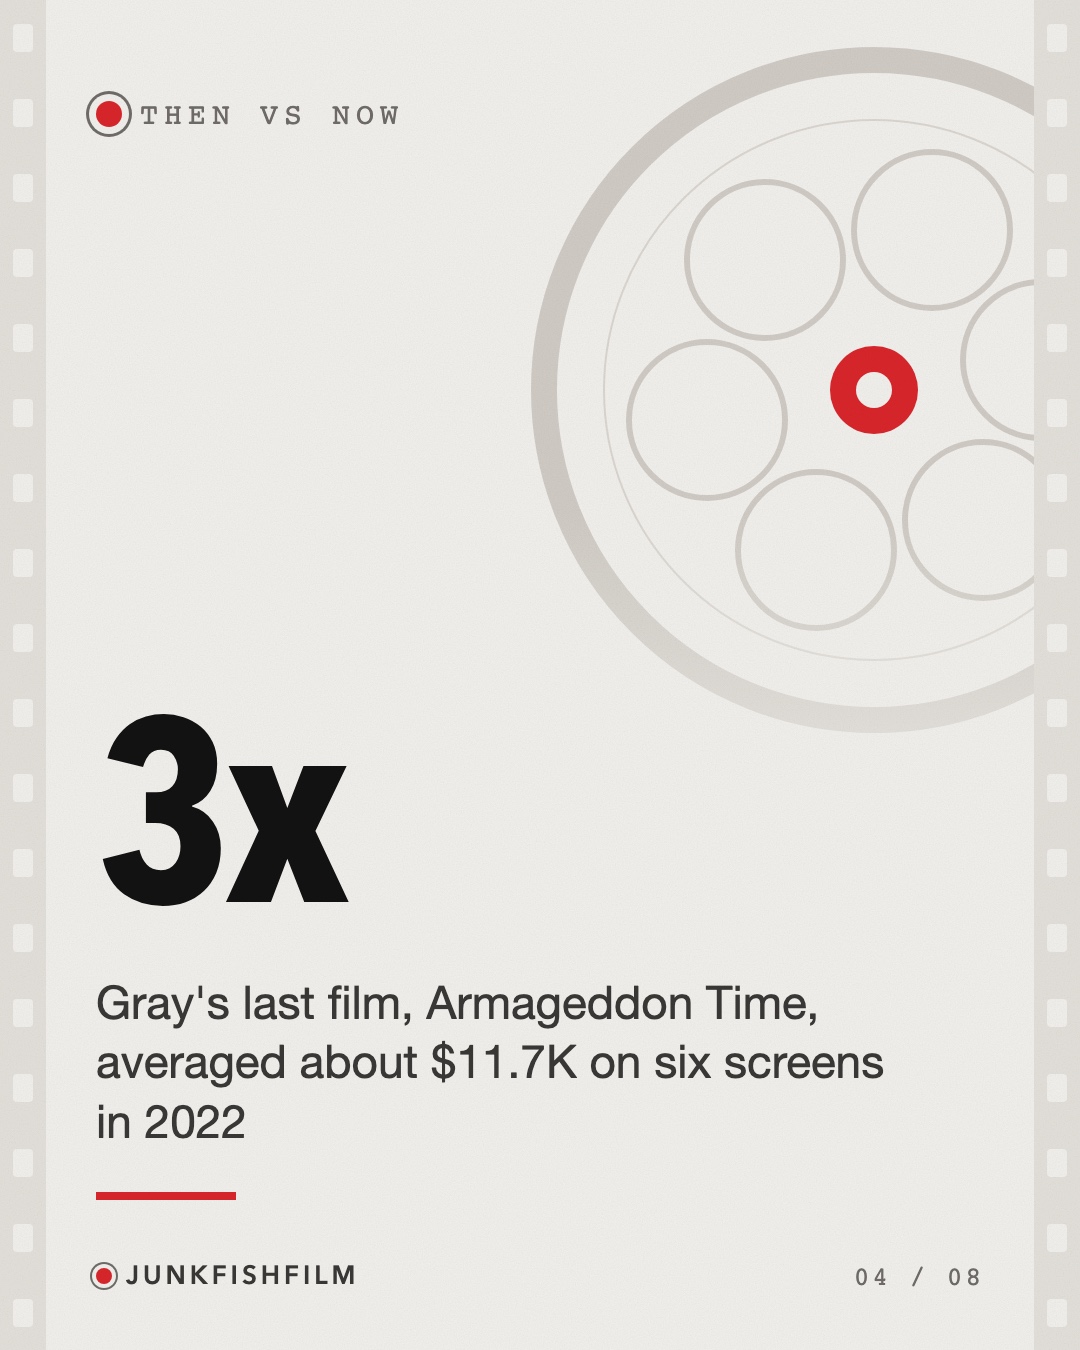 THEN VS NOW
3x
Gray's last film, Armageddon Time,
averaged about $11.7K on six screens
in 2022
JUNKFISHFILM
04 / 08